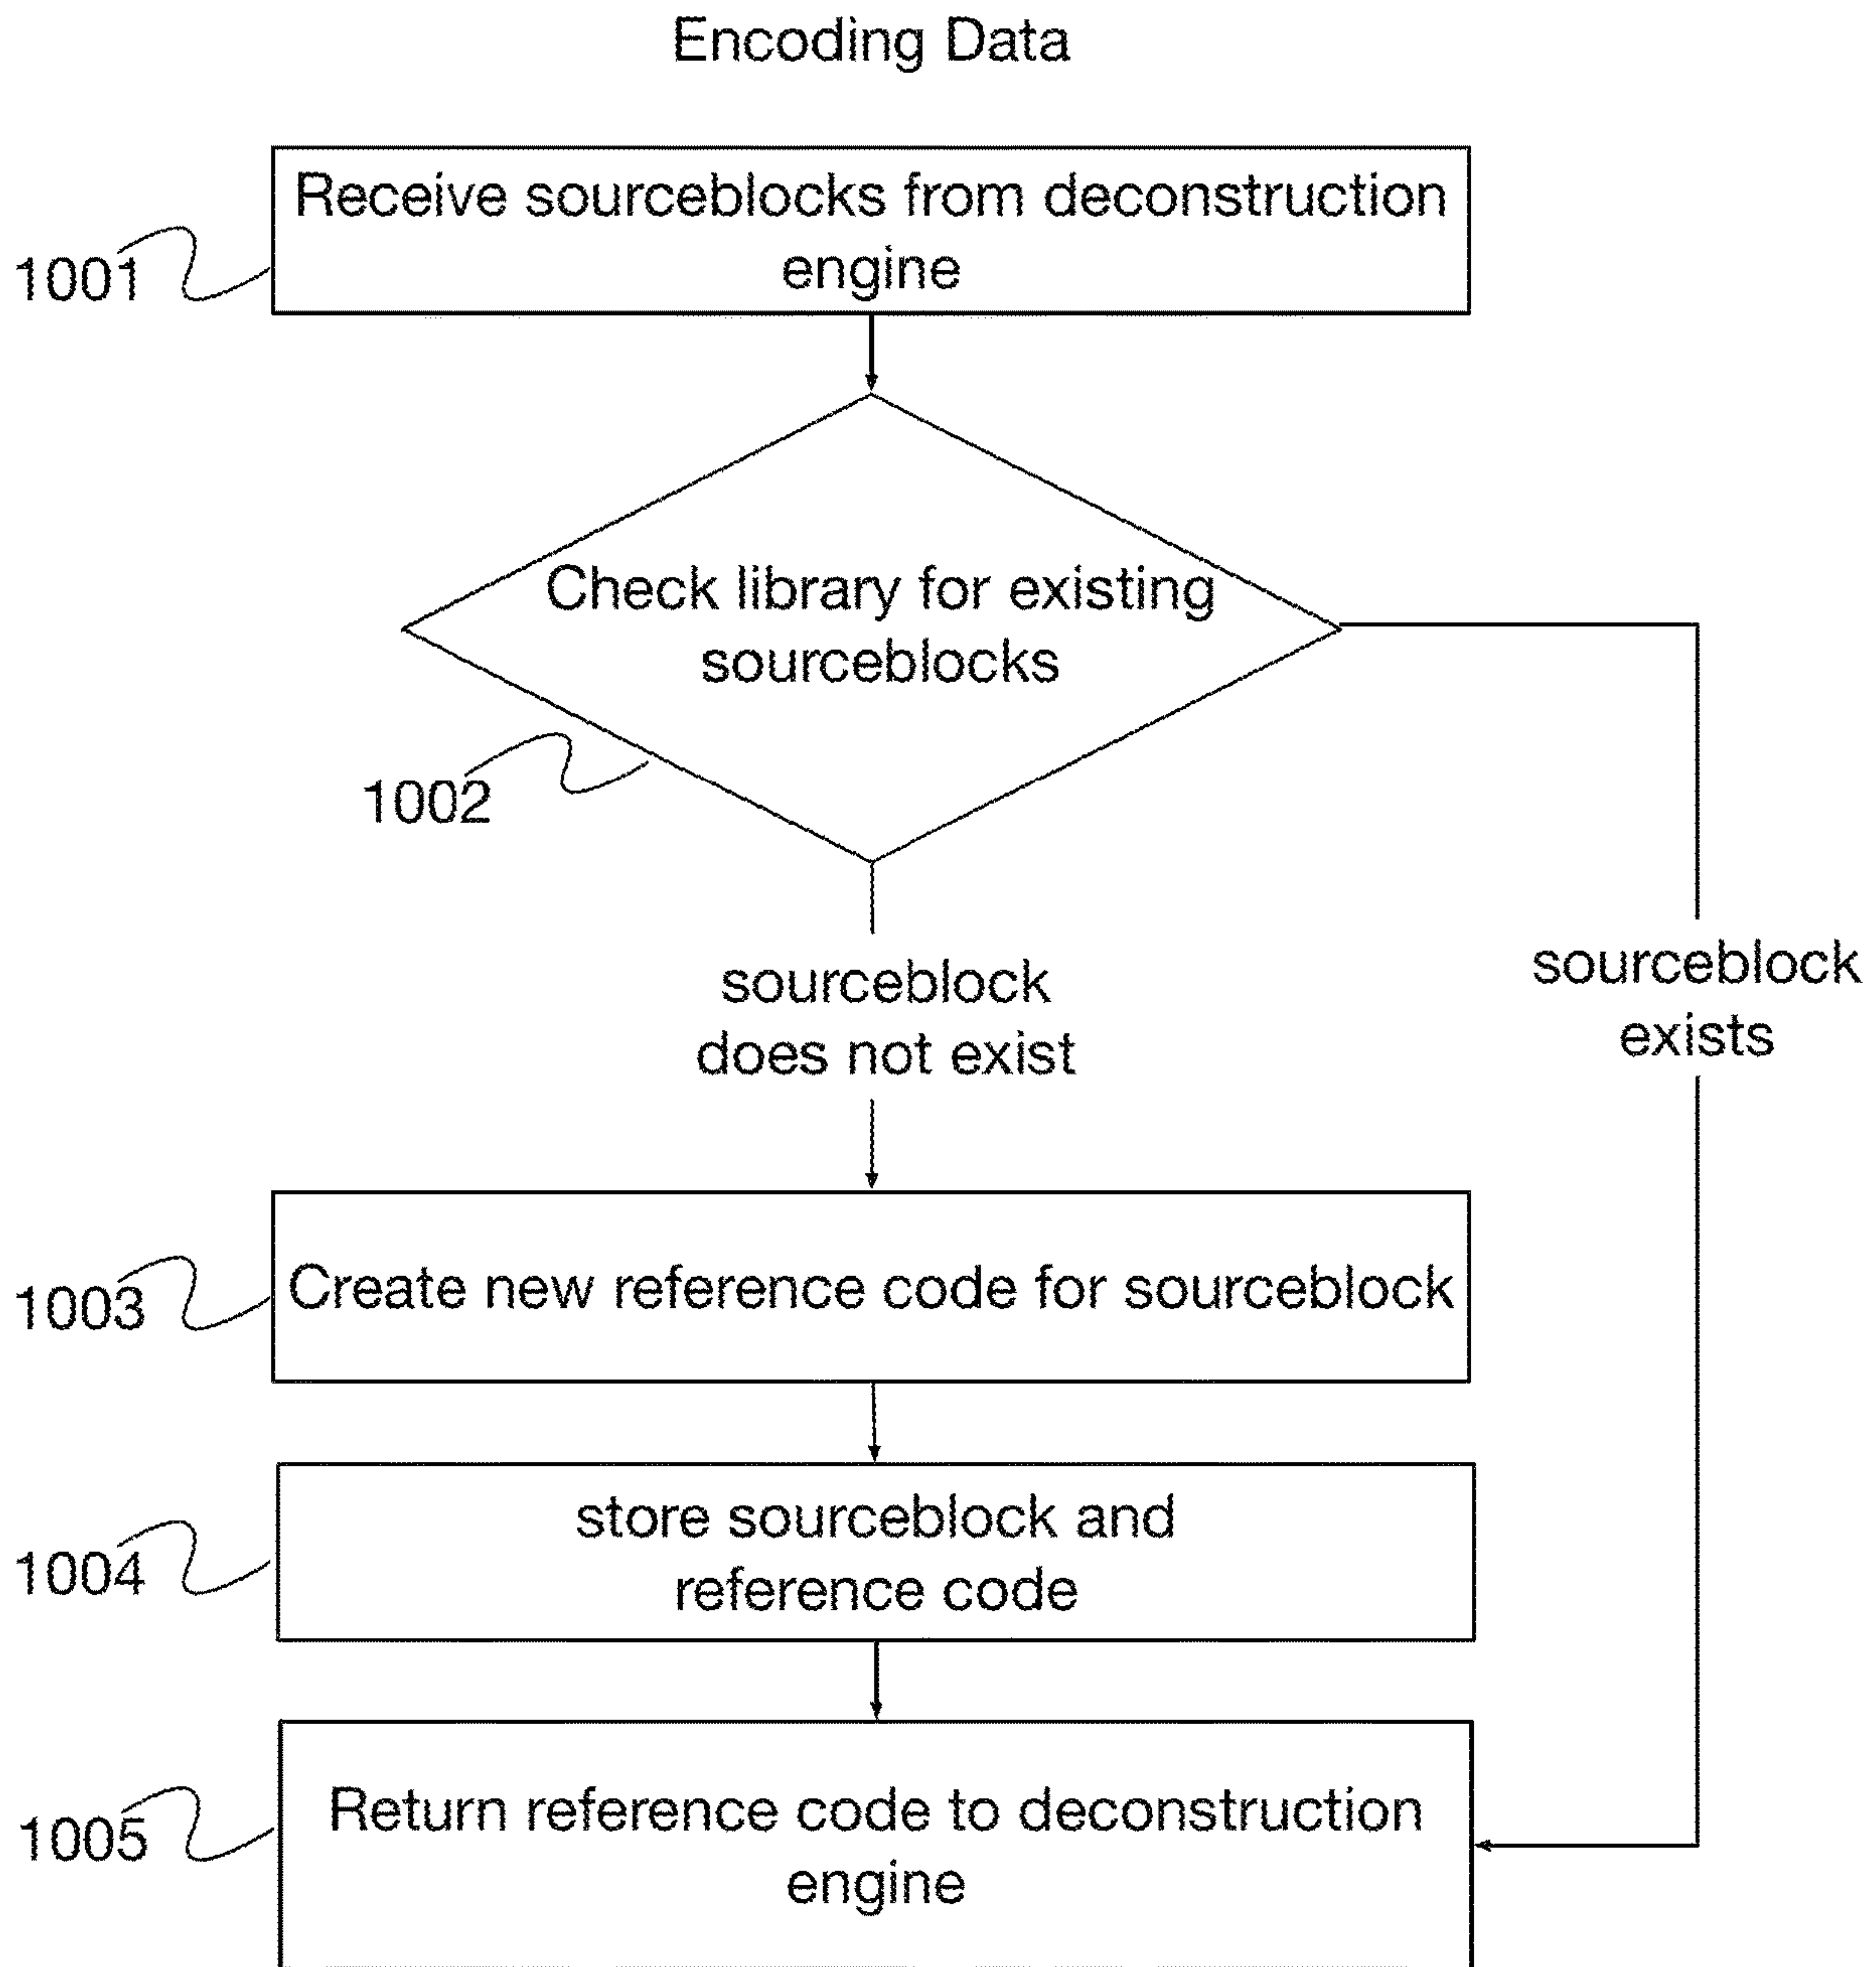 Encoding Data
Receive sourceblocks from deconstruction
engine
1001
Check library for existing
sourceblocks
1002
sourceblock
does not exist
sourceblock
exists
Create new reference code for sourceblock
1003
store sourceblock and
reference code
1004
Return reference code to deconstruction
engine
1005